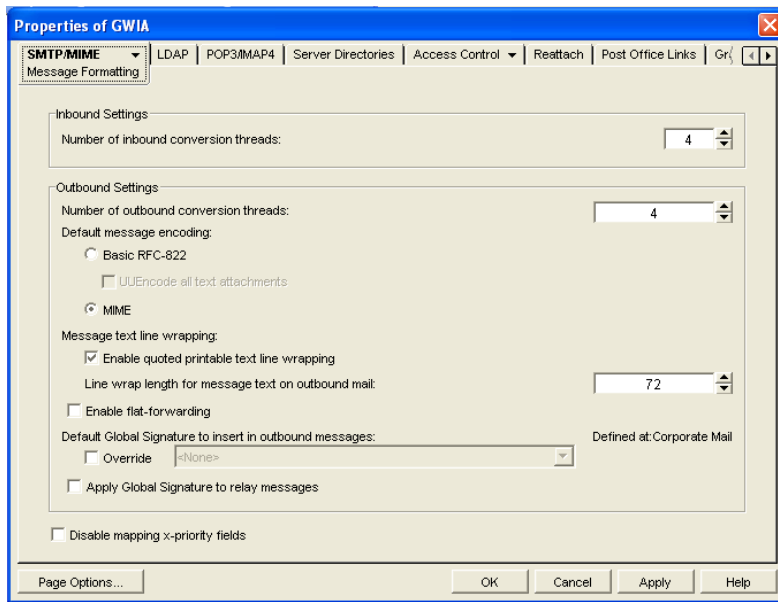 Properties of GWIA
SMTP/MIME LDAP POP3/IMAP4 Server Directories Access Control Reattach Post Office Links
Message Formatting
Inbound Settings
Number of inbound conversion threads: 4
Outbound Settings
Number of outbound conversion threads: 4
Default message encoding:
Basic RFC-822
UUEncode all text attachments
MIME
Message text line wrapping:
Enable quoted printable text line wrapping
Line wrap length for message text on outbound mail: 72
Enable flat-forwarding
Default Global Signature to insert in outbound messages: Defined at:Corporate Mail
Override <None>
Apply Global Signature to relay messages
Disable mapping x-priority fields
Page Options... OK Cancel Apply Help